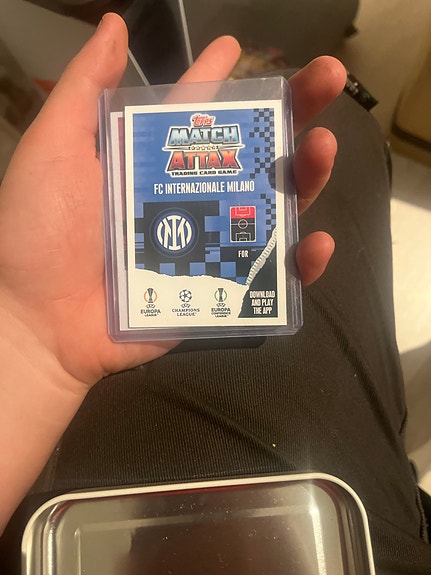 Topps
MATCH
ATTAX
TRADING CARD GAME
FC INTERNAZIONALE MILANO
IM
FOR
EUROPA
LEAGUE
CHAMPIONS
LEAGUE
EUROPA
CONFERENCE
LEAGUE
DOWNLOAD
AND PLAY
THE APP